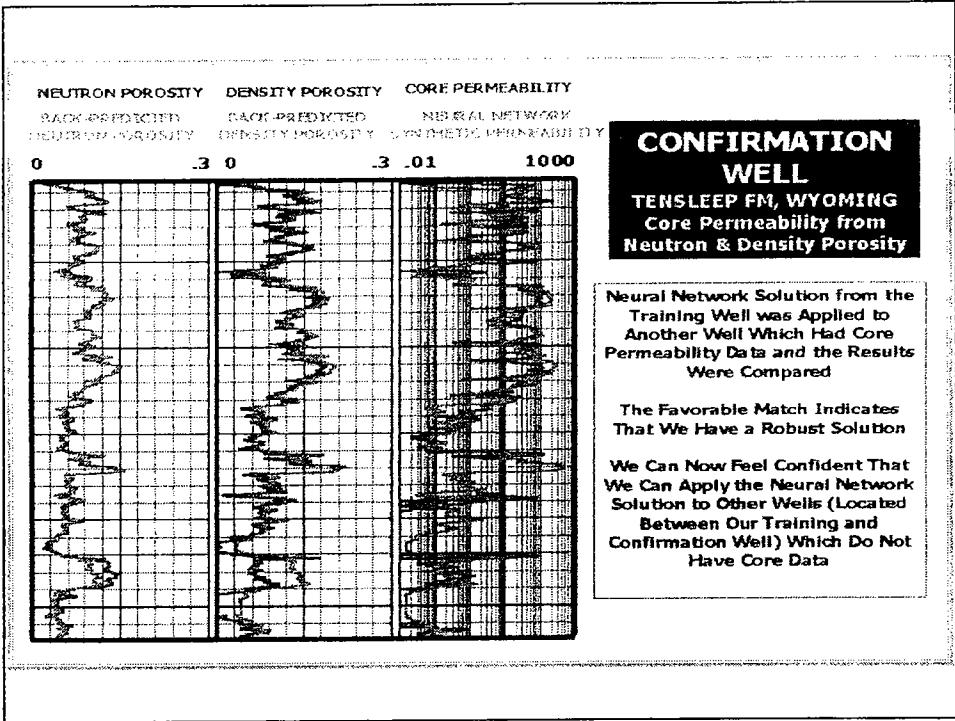 NEUTRON POROSITY DENSITY POROSITY CORE PERMEABILITY
BACK-PREDICTED BACK-PREDICTED NEURAL NETWORK
NEUTRON POROSITY DENSITY POROSITY SYNTHETIC PERMEABILITY
0 .3 0 .3 .01 1000
CONFIRMATION
WELL
TENSLEEP FM, WYOMING
Core Permeability from
Neutron & Density Porosity
Neural Network Solution from the
Training Well was Applied to
Another Well Which Had Core
Permeability Data and the Results
Were Compared
The Favorable Match Indicates
That We Have a Robust Solution
We Can Now Feel Confident That
We Can Apply the Neural Network
Solution to Other Wells (Located
Between Our Training and
Confirmation Well) Which Do Not
Have Core Data